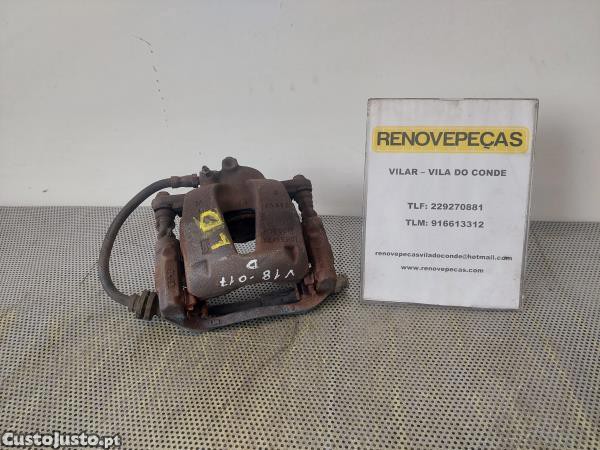 RENOVEPEÇAS
VILAR – VILA DO CONDE
TLF: 229270881
TLM: 916613312
renovepecasviladoconde@hotmail.com
www.renovepecas.com
V18-017
D
CustoJusto.pt